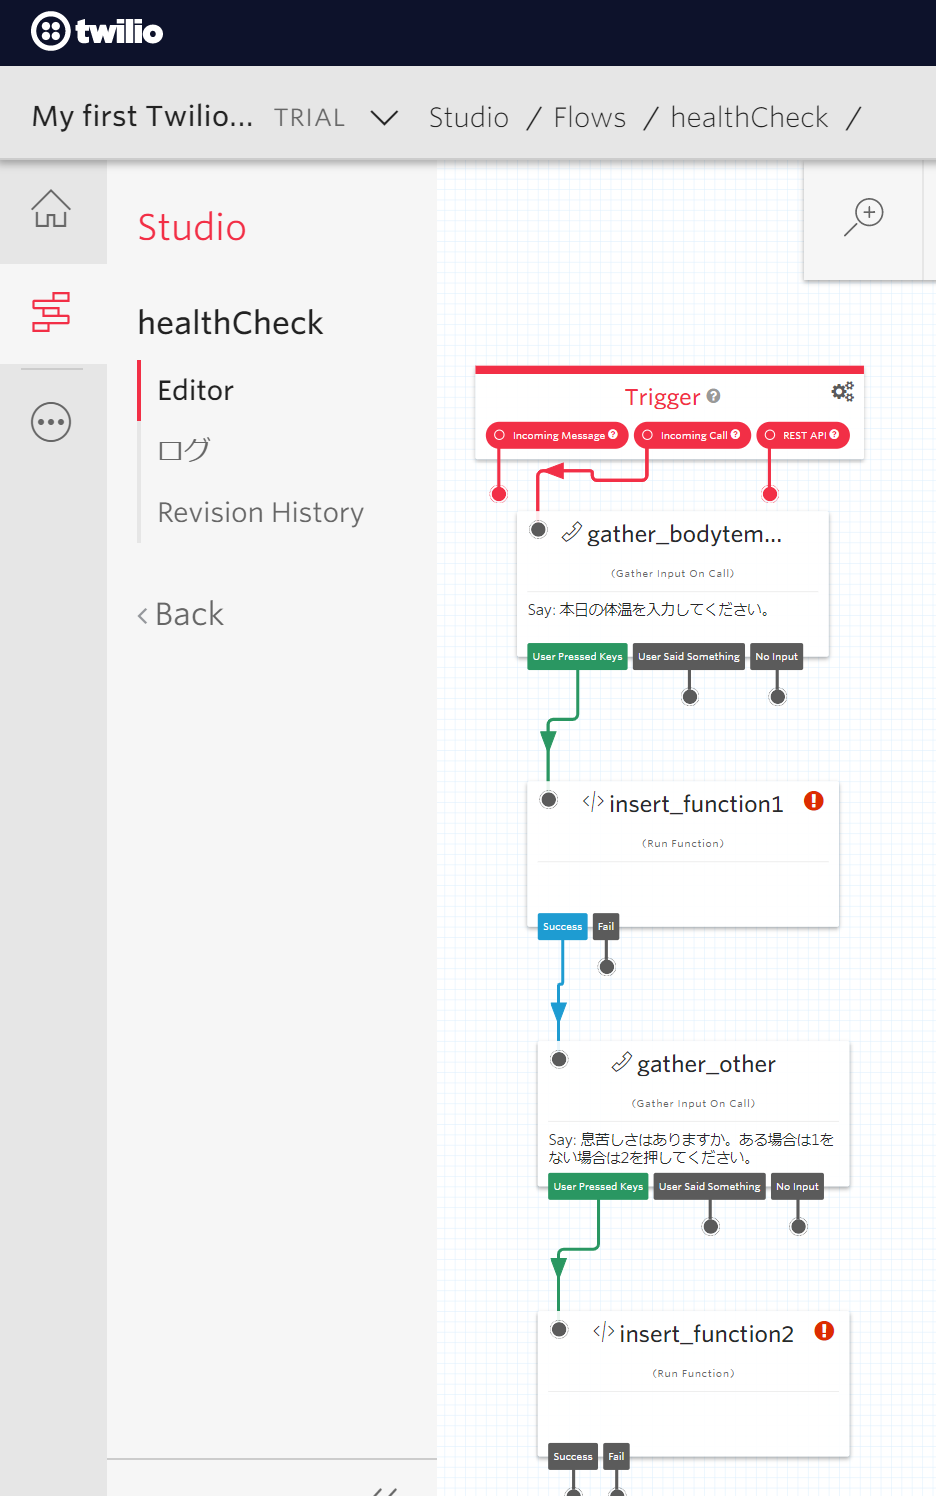 twilio
My first Twilio... TRIAL Studio / Flows / healthCheck /
Studio
healthCheck
Editor
ログ
Revision History
Back
Trigger
Incoming Message
Incoming Call
REST API
gather_bodytem...
(Gather Input On Call)
Say: 本日の体温を入力してください。
User Pressed Keys
User Said Something
No Input
insert_function1
(Run Function)
Success
Fail
gather_other
(Gather Input On Call)
Say: 息苦しさはありますか。ある場合は1を
ない場合は2を押してください。
User Pressed Keys
User Said Something
No Input
insert_function2
(Run Function)
Success
Fail